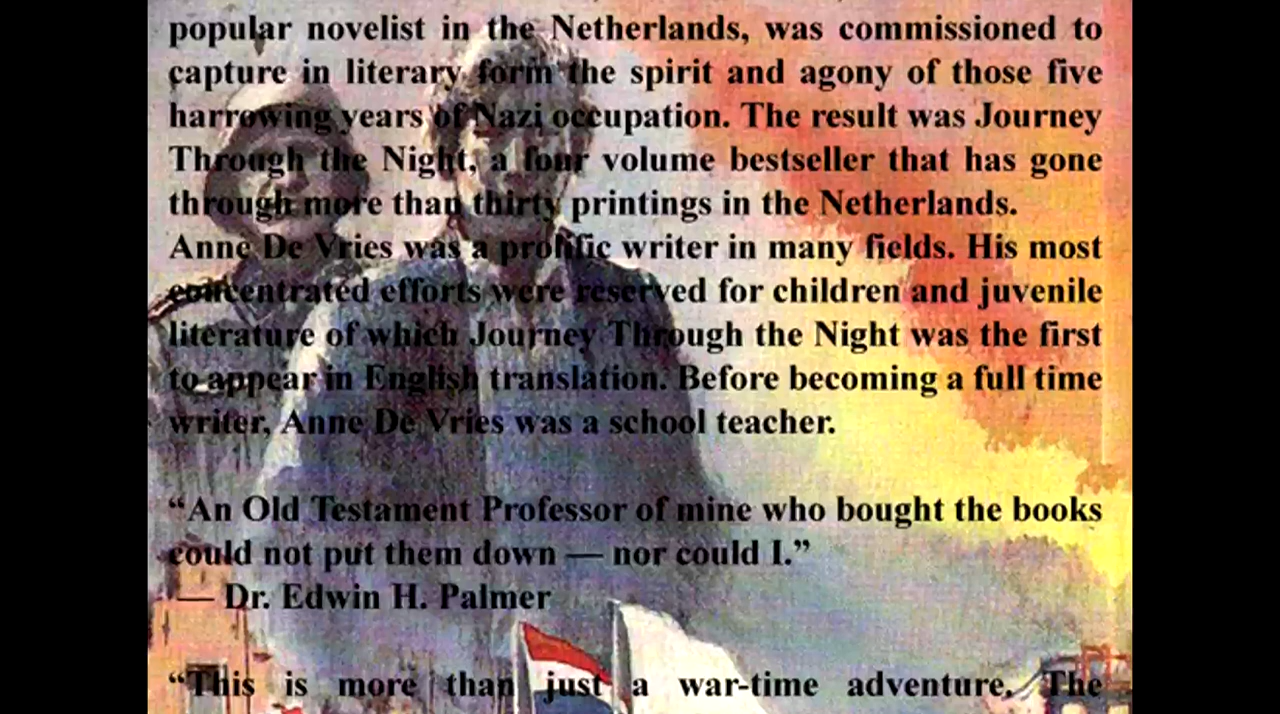 popular novelist in the Netherlands, was commissioned to
capture in literary form the spirit and agony of those five
harrowing years of Nazi occupation. The result was Journey
Through the Night, a four volume bestseller that has gone
through more than thirty printings in the Netherlands.
Anne De Vries was a prolific writer in many fields. His most
concentrated efforts were reserved for children and juvenile
literature of which Journey Through the Night was the first
to appear in English translation. Before becoming a full time
writer, Anne De Vries was a school teacher.
“An Old Testament Professor of mine who bought the books
could not put them down — nor could I.”
— Dr. Edwin H. Palmer
“This is more than just a war-time adventure. The